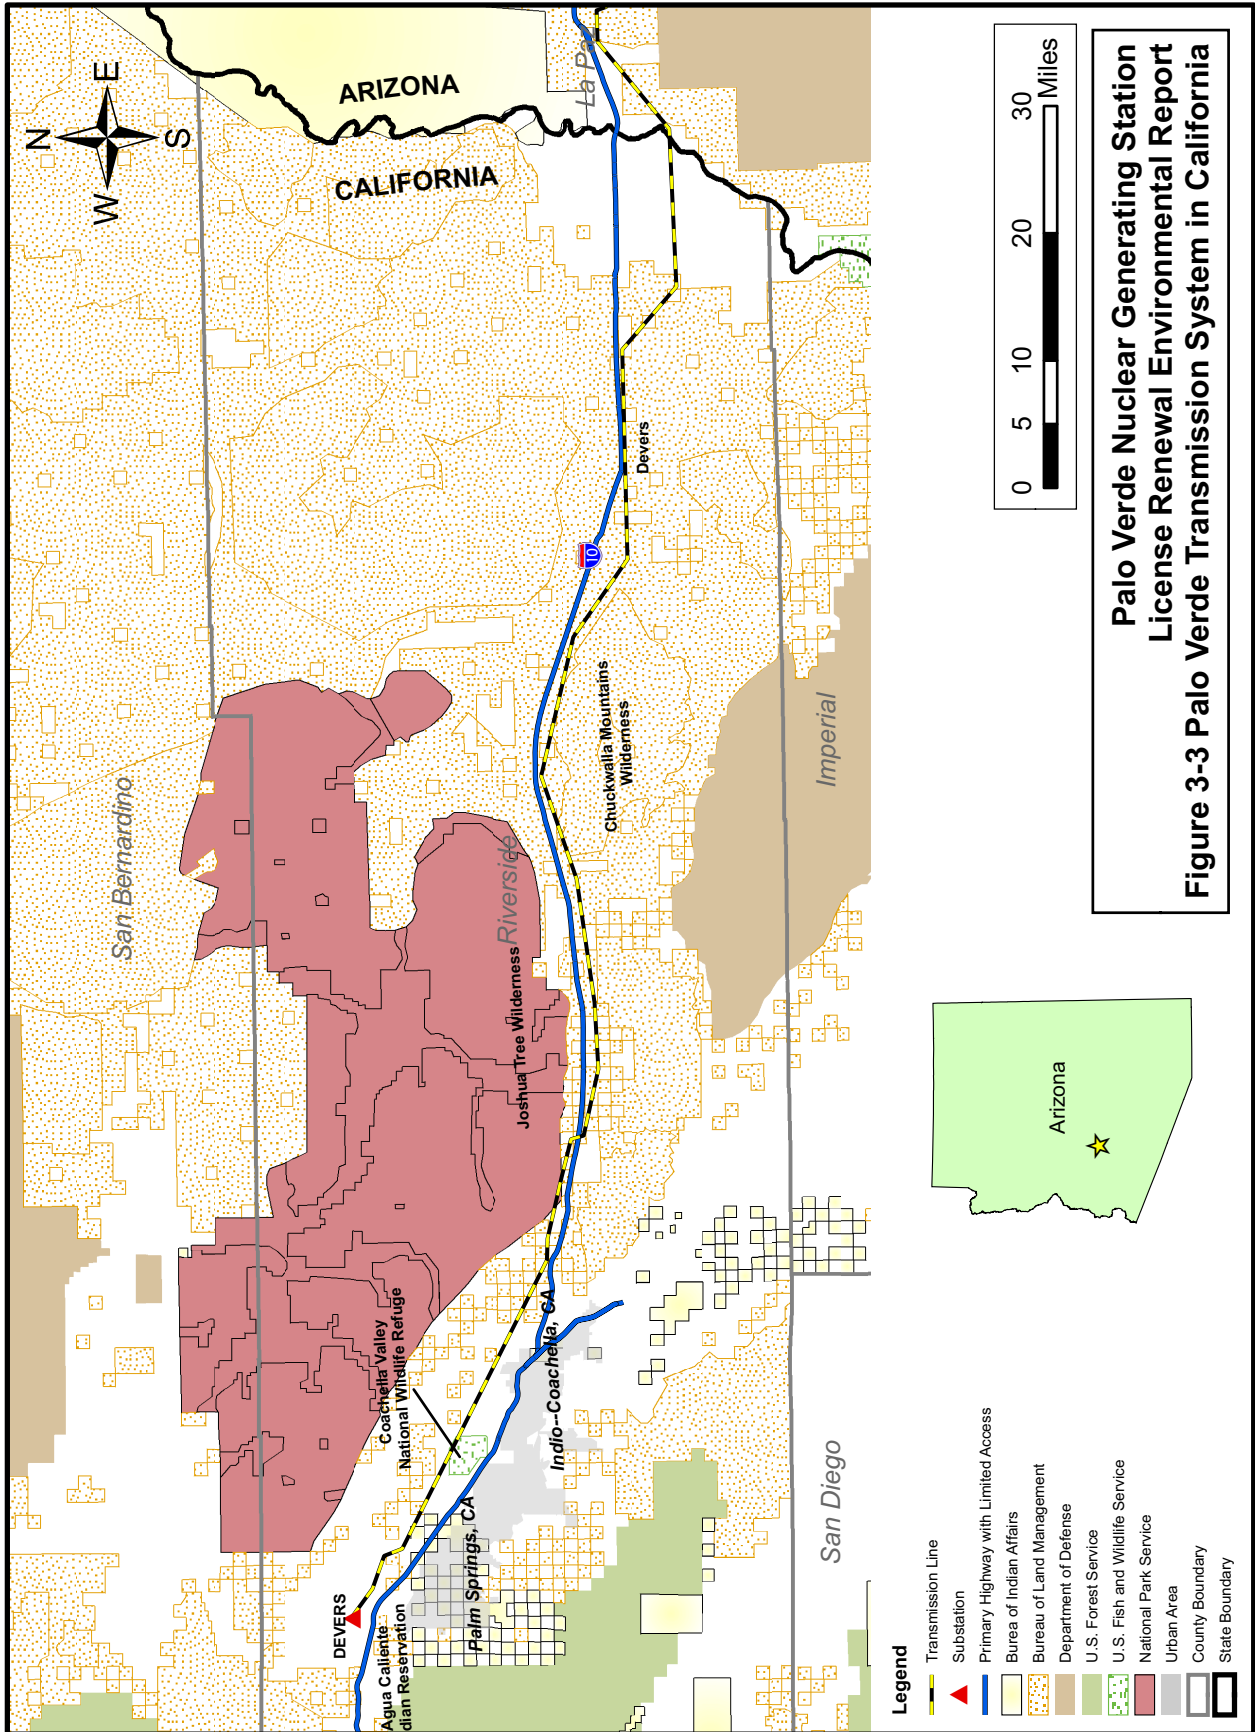 N
W
E
S
ARIZONA
CALIFORNIA
La Paz
San Bernardino
Riverside
Joshua Tree Wilderness
10
Devers
Chuckwalla Mountains
Wilderness
Imperial
Coachella Valley
National Wildlife Refuge
Indio--Coachella, CA
Palm Springs, CA
DEVERS
Agua Caliente
dian Reservation
San Diego
Legend
Transmission Line
Substation
Primary Highway with Limited Access
Bureau of Indian Affairs
Bureau of Land Management
Department of Defense
U.S. Forest Service
U.S. Fish and Wildlife Service
National Park Service
Urban Area
County Boundary
State Boundary
Arizona
0 5 10 20 30
Miles
Palo Verde Nuclear Generating Station
License Renewal Environmental Report
Figure 3-3 Palo Verde Transmission System in California